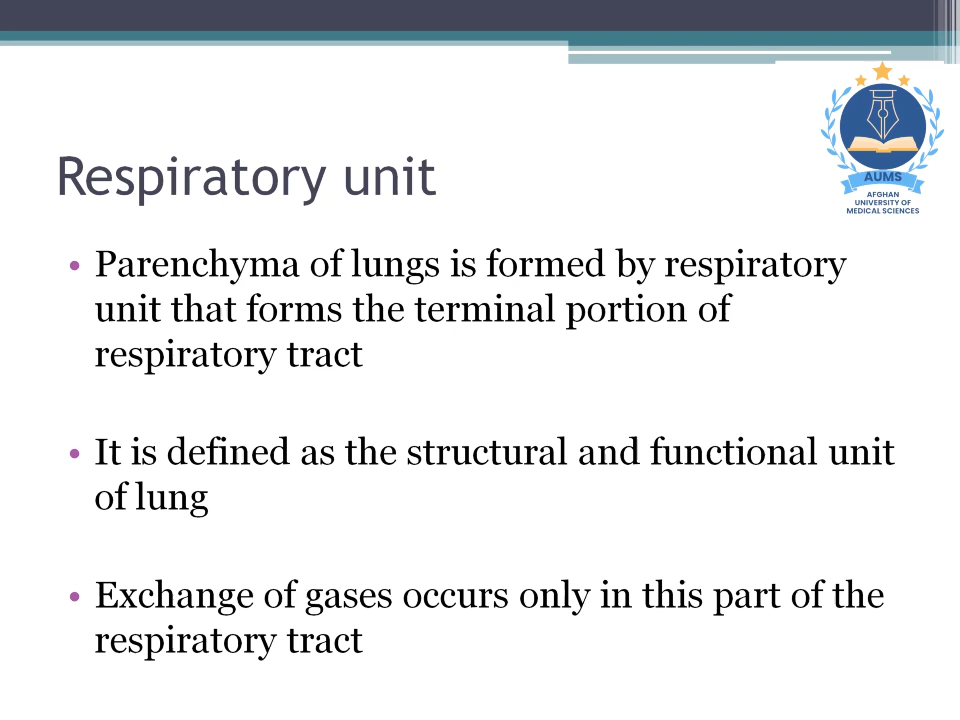 AUMS
AFGHAN
UNIVERSITY OF
MEDICAL SCIENCES
Respiratory unit
• Parenchyma of lungs is formed by respiratory
unit that forms the terminal portion of
respiratory tract
• It is defined as the structural and functional unit
of lung
• Exchange of gases occurs only in this part of the
respiratory tract